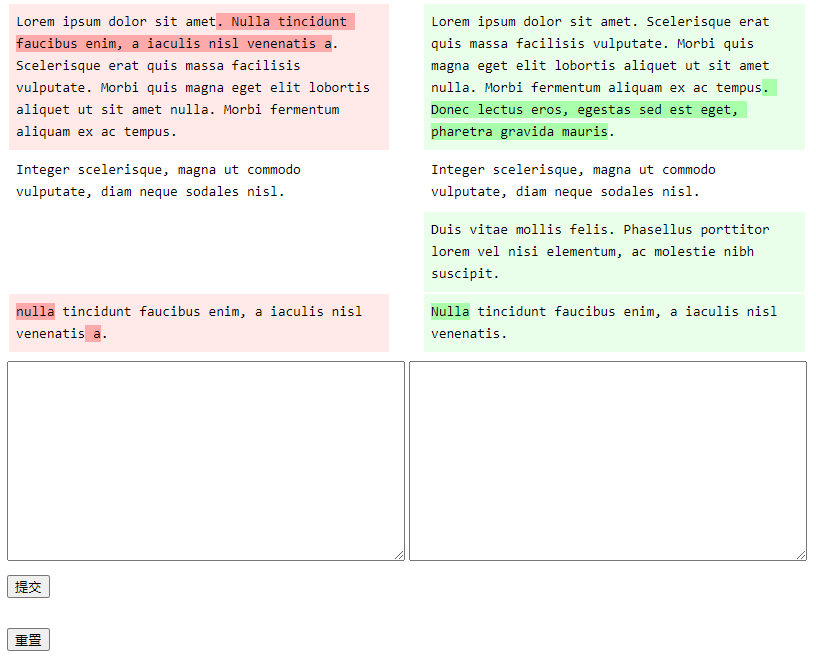 Lorem ipsum dolor sit amet. Nulla tincidunt
faucibus enim, a iaculis nisl venenatis a.
Scelerisque erat quis massa facilisis
vulputate. Morbi quis magna eget elit lobortis
aliquet ut sit amet nulla. Morbi fermentum
aliquam ex ac tempus.
Lorem ipsum dolor sit amet. Scelerisque erat
quis massa facilisis vulputate. Morbi quis
magna eget elit lobortis aliquet ut sit amet
nulla. Morbi fermentum aliquam ex ac tempus.
Donec lectus eros, egestas sed est eget,
pharetra gravida mauris.
Integer scelerisque, magna ut commodo
vulputate, diam neque sodales nisl.
Integer scelerisque, magna ut commodo
vulputate, diam neque sodales nisl.
Duis vitae mollis felis. Phasellus porttitor
lorem vel nisi elementum, ac molestie nibh
suscipit.
nulla tincidunt faucibus enim, a iaculis nisl
venenatis a.
Nulla tincidunt faucibus enim, a iaculis nisl
venenatis.
提交
重置